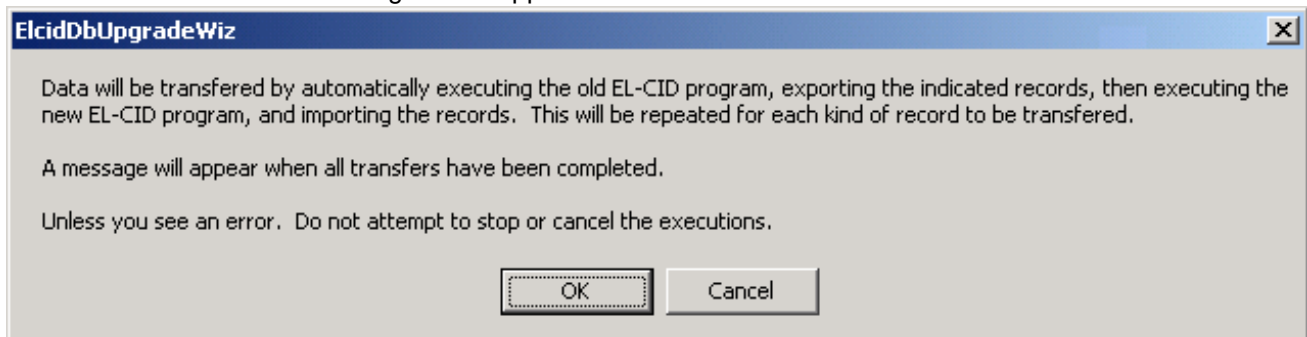 ElcidDbUpgradeWiz
Data will be transfered by automatically executing the old EL-CID program, exporting the indicated records, then executing the
new EL-CID program, and importing the records.  This will be repeated for each kind of record to be transfered.
A message will appear when all transfers have been completed.
Unless you see an error.  Do not attempt to stop or cancel the executions.
OK
Cancel